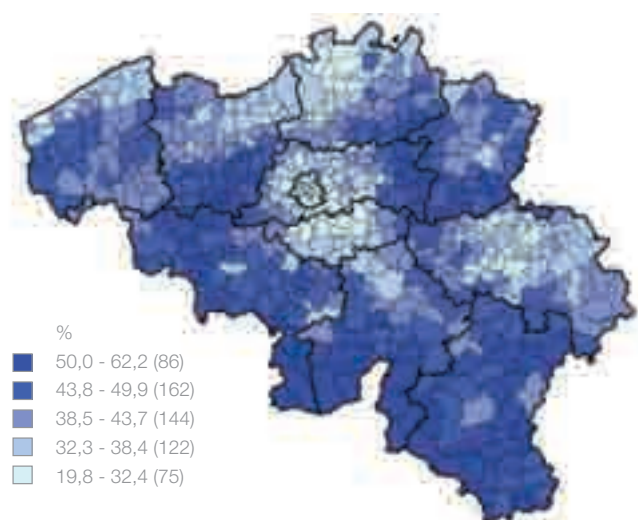 %
50,0 - 62,2 (86)
43,8 - 49,9 (162)
38,5 - 43,7 (144)
32,3 - 38,4 (122)
19,8 - 32,4 (75)